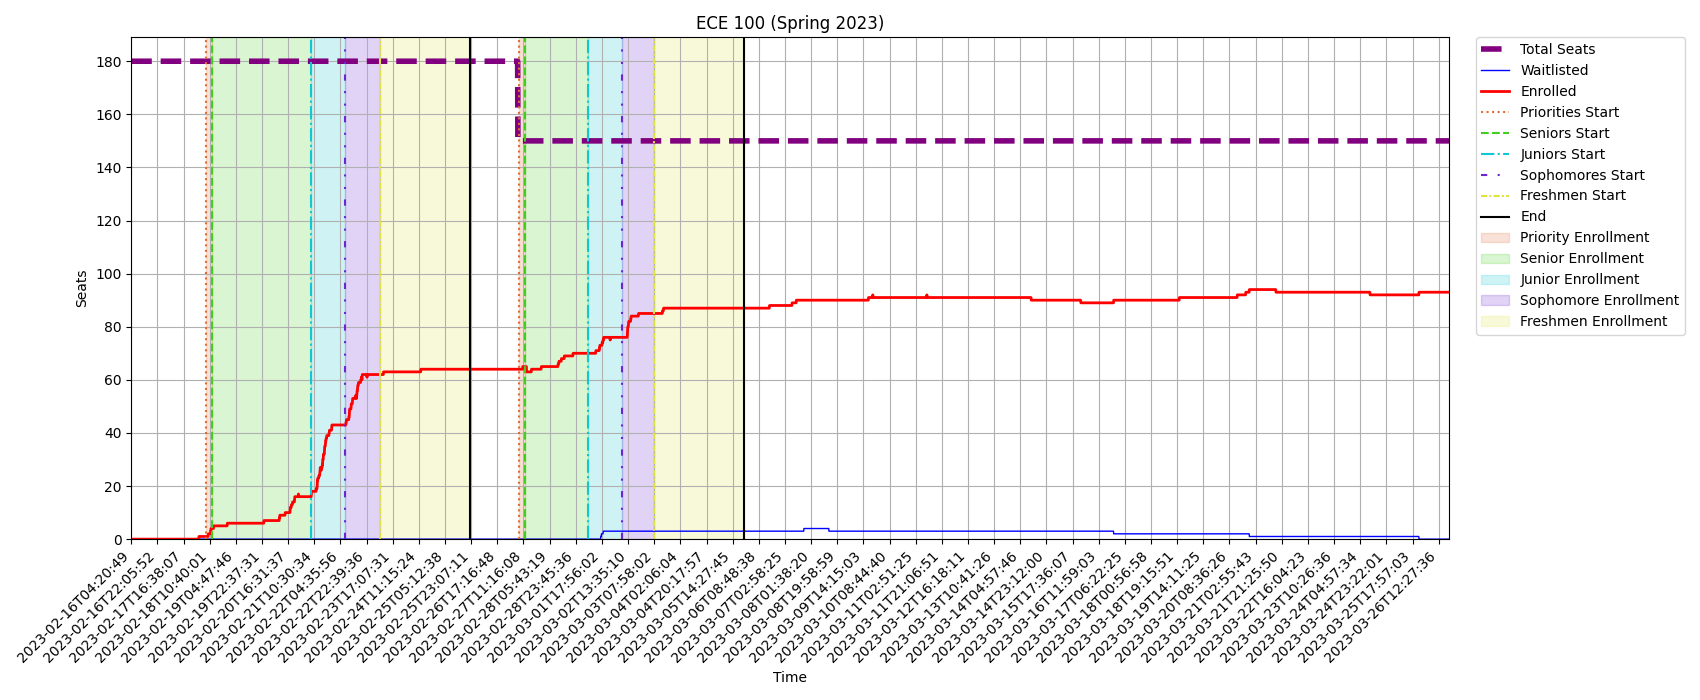 ECE 100 (Spring 2023)
Seats
180
160
140
120
100
80
60
40
20
0
2023-02-16T04:20:49
2023-02-16T22:05:52
2023-02-17T16:38:07
2023-02-18T10:40:01
2023-02-19T04:47:46
2023-02-19T22:37:31
2023-02-20T16:31:37
2023-02-21T10:30:34
2023-02-22T04:35:56
2023-02-22T22:39:36
2023-02-23T17:07:31
2023-02-24T11:15:24
2023-02-25T05:12:38
2023-02-25T23:07:11
2023-02-26T17:16:48
2023-02-27T11:16:08
2023-02-28T05:43:19
2023-02-28T23:45:36
2023-03-01T17:56:02
2023-03-02T13:35:10
2023-03-03T07:58:02
2023-03-04T02:06:04
2023-03-04T20:17:57
2023-03-05T14:27:45
2023-03-06T08:48:38
2023-03-07T02:58:25
2023-03-08T01:38:20
2023-03-08T19:58:59
2023-03-09T14:15:03
2023-03-10T08:44:40
2023-03-11T02:51:25
2023-03-11T21:06:51
2023-03-12T16:18:11
2023-03-13T10:41:26
2023-03-14T04:57:46
2023-03-14T23:12:00
2023-03-15T17:36:07
2023-03-16T11:59:03
2023-03-17T06:22:25
2023-03-18T00:56:58
2023-03-18T19:15:51
2023-03-19T14:11:25
2023-03-20T08:36:26
2023-03-21T02:55:43
2023-03-21T21:25:50
2023-03-22T16:04:23
2023-03-23T10:26:36
2023-03-24T04:57:34
2023-03-24T23:22:01
2023-03-25T17:57:03
2023-03-26T12:27:36
Time
Total Seats
Waitlisted
Enrolled
Priorities Start
Seniors Start
Juniors Start
Sophomores Start
Freshmen Start
End
Priority Enrollment
Senior Enrollment
Junior Enrollment
Sophomore Enrollment
Freshmen Enrollment